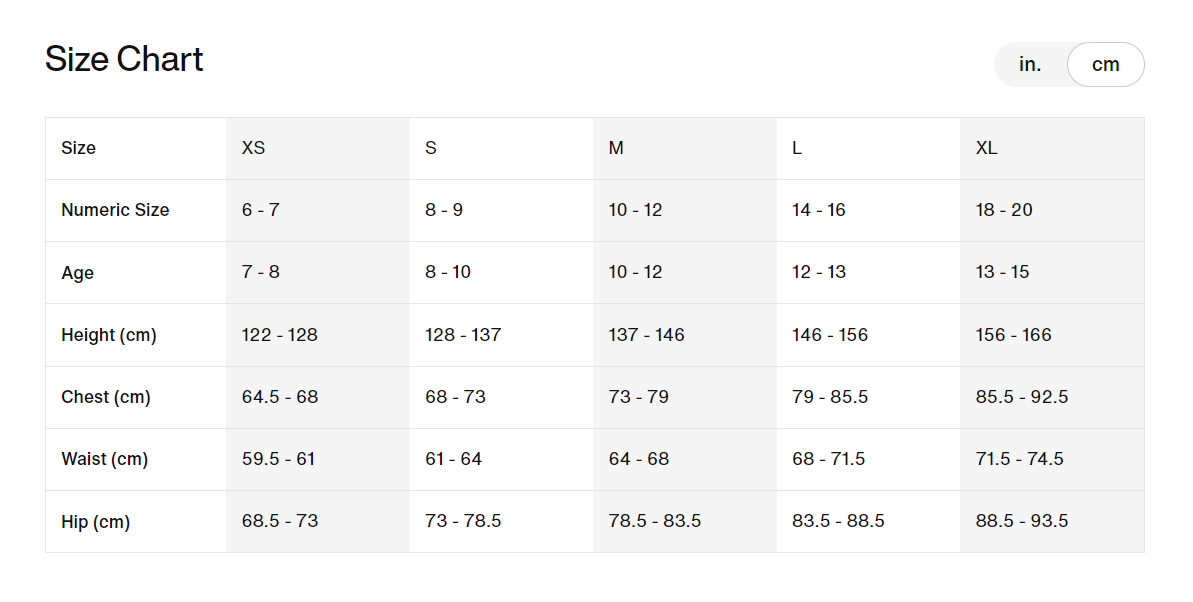 Size Chart
in. cm
Size XS S M L XL
Numeric Size 6 - 7 8 - 9 10 - 12 14 - 16 18 - 20
Age 7 - 8 8 - 10 10 - 12 12 - 13 13 - 15
Height (cm) 122 - 128 128 - 137 137 - 146 146 - 156 156 - 166
Chest (cm) 64.5 - 68 68 - 73 73 - 79 79 - 85.5 85.5 - 92.5
Waist (cm) 59.5 - 61 61 - 64 64 - 68 68 - 71.5 71.5 - 74.5
Hip (cm) 68.5 - 73 73 - 78.5 78.5 - 83.5 83.5 - 88.5 88.5 - 93.5